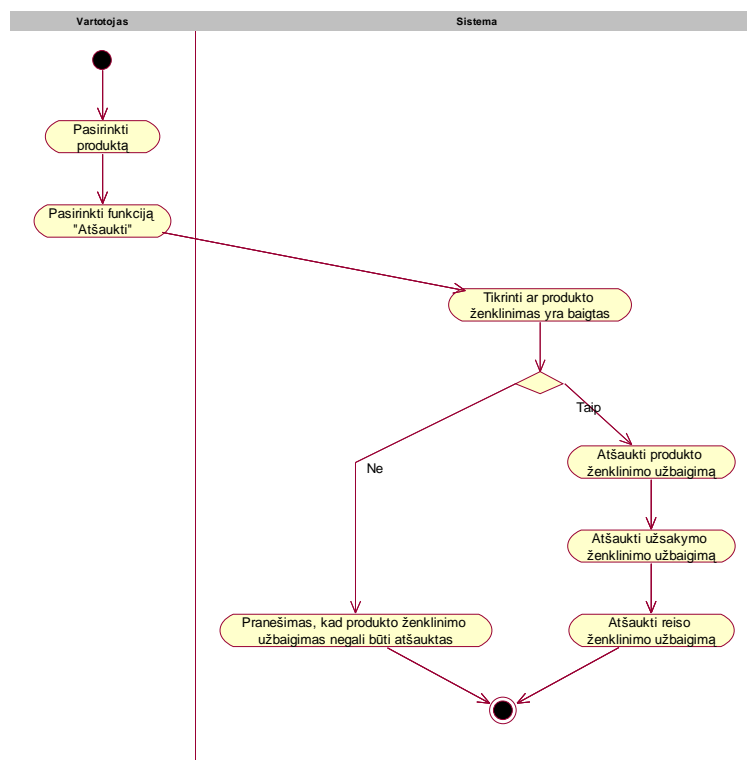 Vartotojas
Sistema
Pasirinkti
produktą
Pasirinkti funkciją
"Atšaukti"
Tikrinti ar produkto
ženklinimas yra baigtas
Taip
Ne
Atšaukti produkto
ženklinimo užbaigimą
Atšaukti užsakymo
ženklinimo užbaigimą
Pranešimas, kad produkto ženklinimo
užbaigimas negali būti atšauktas
Atšaukti reiso
ženklinimo užbaigimą